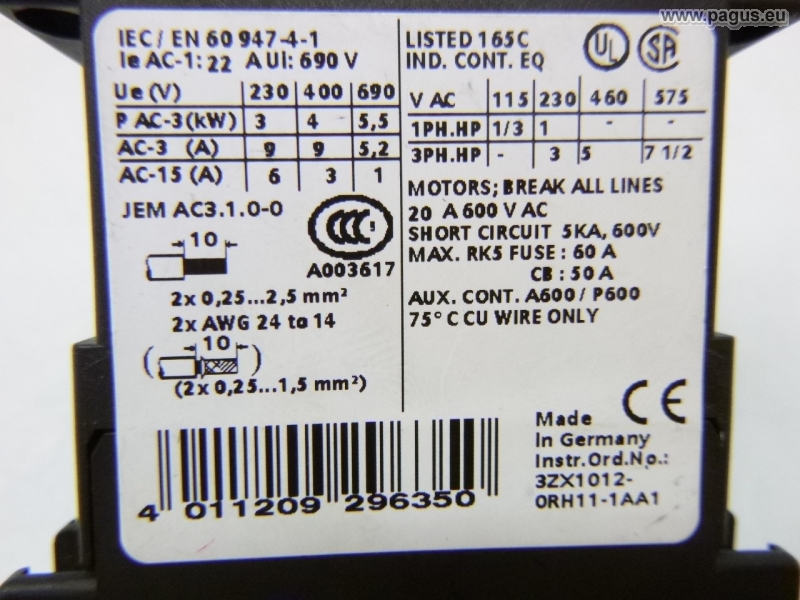 www.pagus.eu
IEC / EN 60 947-4-1
Ie AC-1: 22 A UI: 690 V
Ue (V) 230 400 690
P AC-3 (kW) 3 4 5,5
AC-3 (A) 9 9 5,2
AC-15 (A) 6 3 1
JEM AC3.1.0-0
CCC S
A003617
10
2x 0,25...2,5 mm²
2x AWG 24 to 14
10
(2x 0,25...1,5 mm²)
LISTED 165C
IND. CONT. EQ
UL SA
V AC 115 230 460 575
1PH.HP 1/3 1 - -
3PH.HP - 3 5 7 1/2
MOTORS; BREAK ALL LINES
20 A 600 V AC
SHORT CIRCUIT 5KA, 600V
MAX. RK5 FUSE : 60 A
CB : 50 A
AUX. CONT. A600 / P600
75° C CU WIRE ONLY
4 011209 296350
Made
In Germany
Instr.Ord.No.:
3ZX1012-
0RH11-1AA1
CE